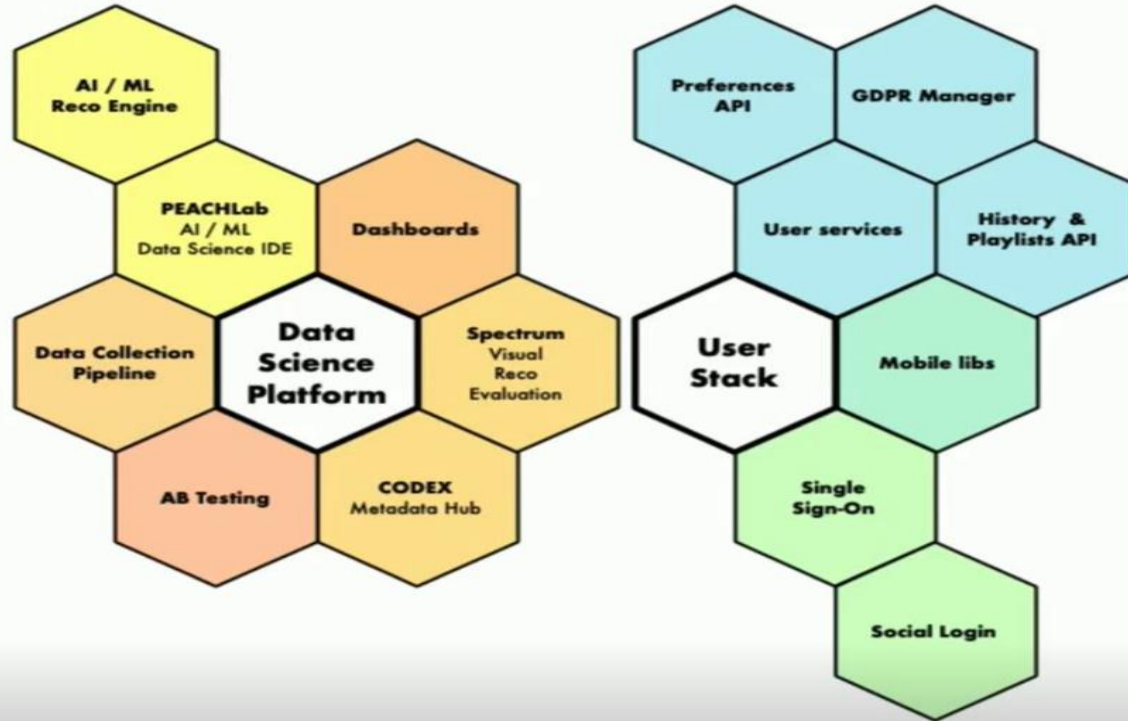 AI / ML
Reco Engine
PEACHLab
AI / ML
Data Science IDE
Dashboards
Data Collection
Pipeline
Data
Science
Platform
Spectrum
Visual
Reco
Evaluation
AB Testing
CODEX
Metadata Hub
Preferences
API
GDPR Manager
User services
History &
Playlists API
User
Stack
Mobile libs
Single
Sign-On
Social Login